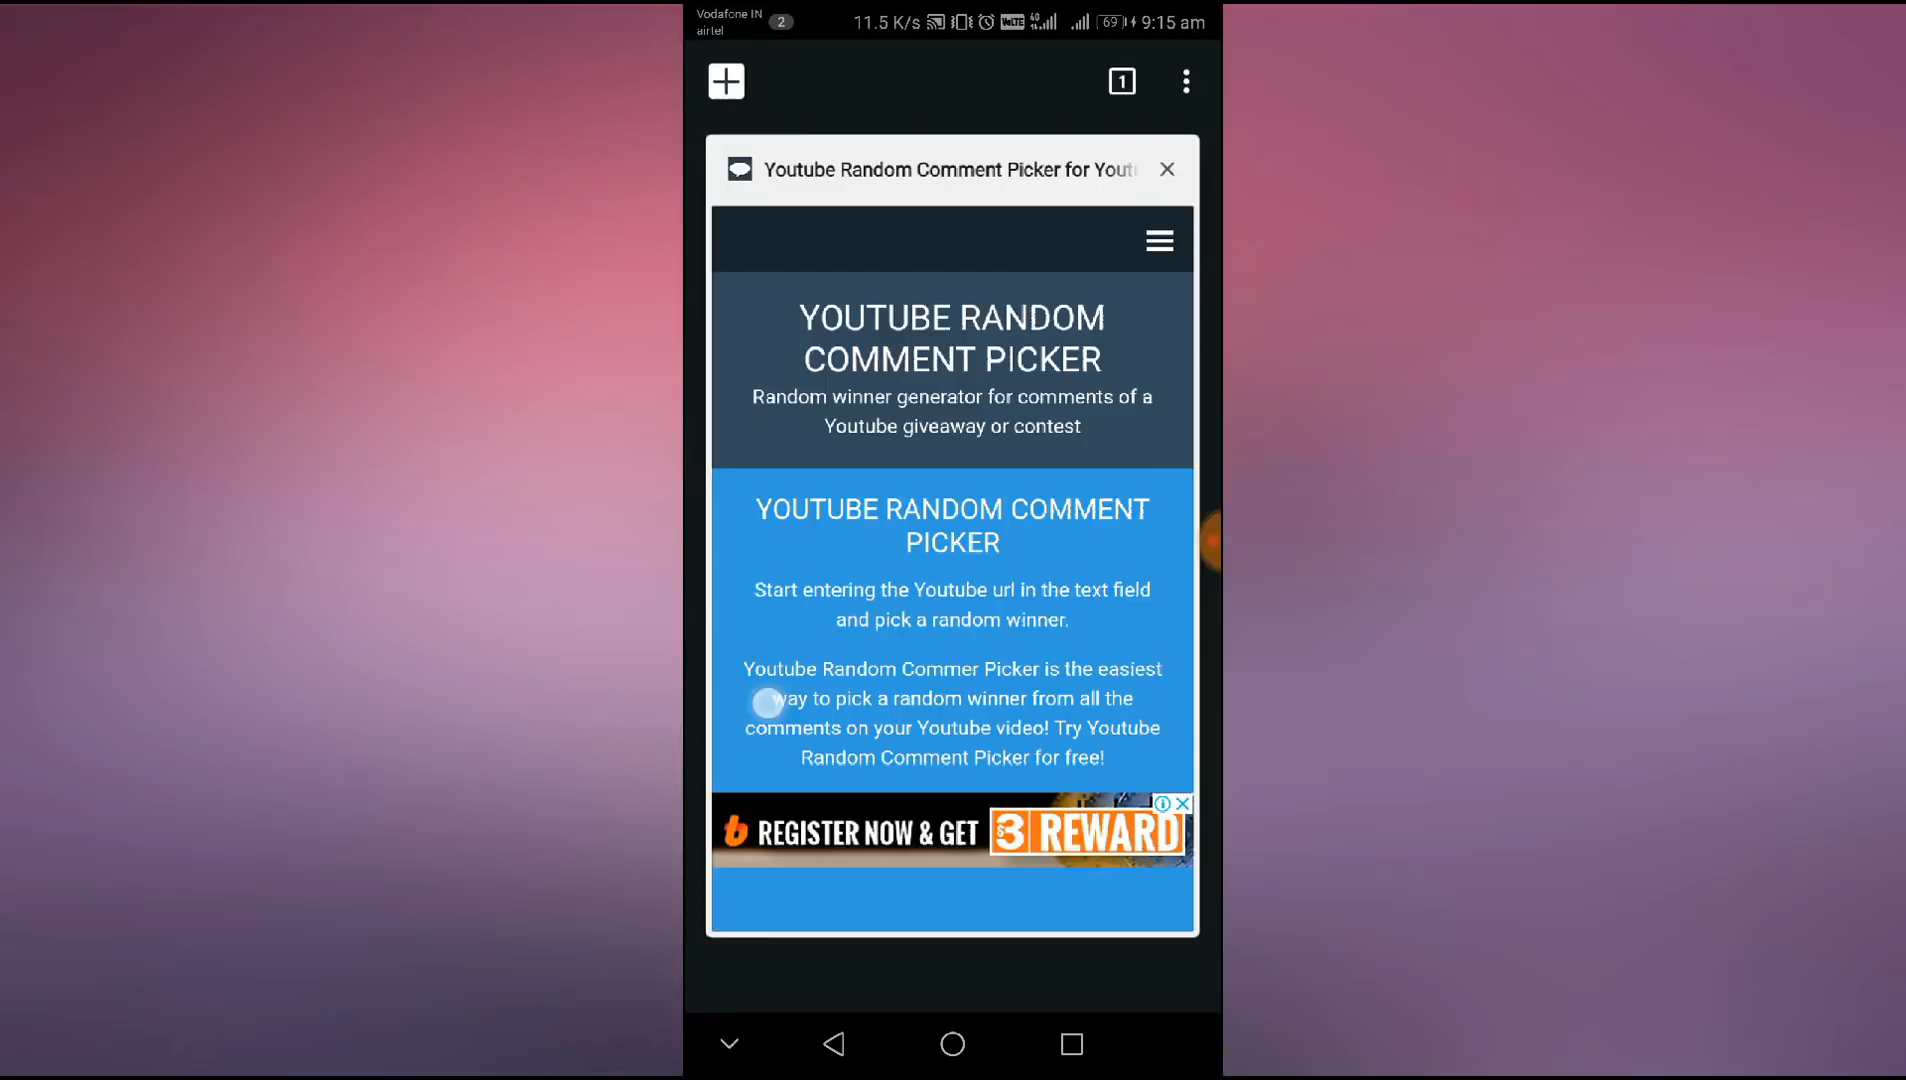 Vodafone IN
airtel
2
11.5 K/s
VoLTE
4G
69
9:15 am
1
Youtube Random Comment Picker for Yout
YOUTUBE RANDOM
COMMENT PICKER
Random winner generator for comments of a
Youtube giveaway or contest
YOUTUBE RANDOM COMMENT
PICKER
Start entering the Youtube url in the text field
and pick a random winner.
Youtube Random Commer Picker is the easiest
way to pick a random winner from all the
comments on your Youtube video! Try Youtube
Random Comment Picker for free!
REGISTER NOW & GET $3 REWARD